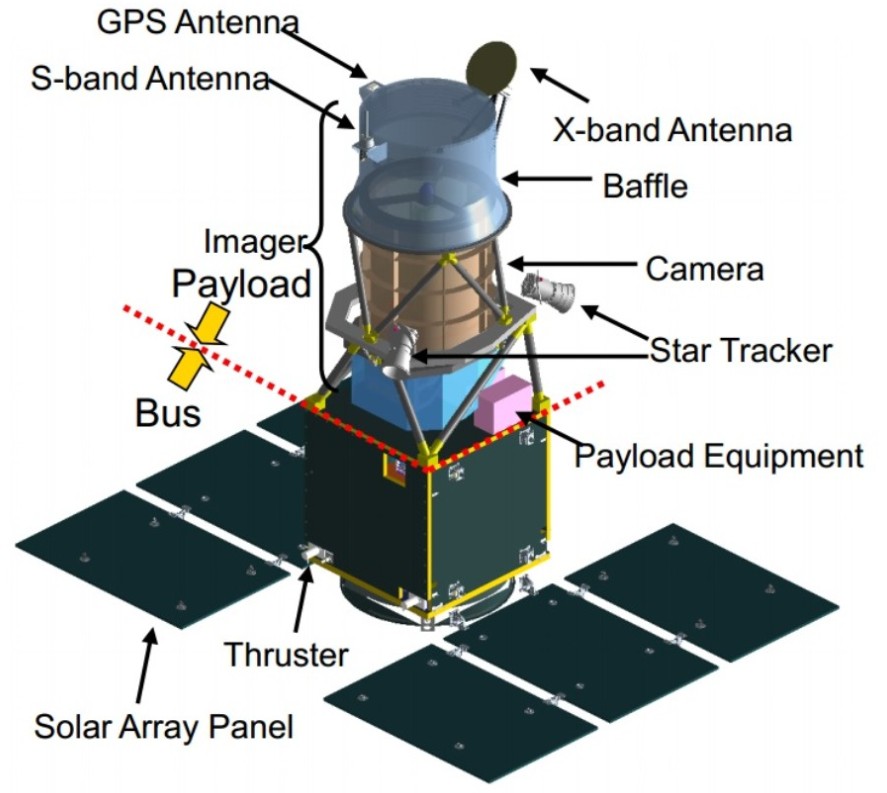 GPS Antenna
S-band Antenna
X-band Antenna
Baffle
Imager
Camera
Payload
Star Tracker
Bus
Payload Equipment
Thruster
Solar Array Panel